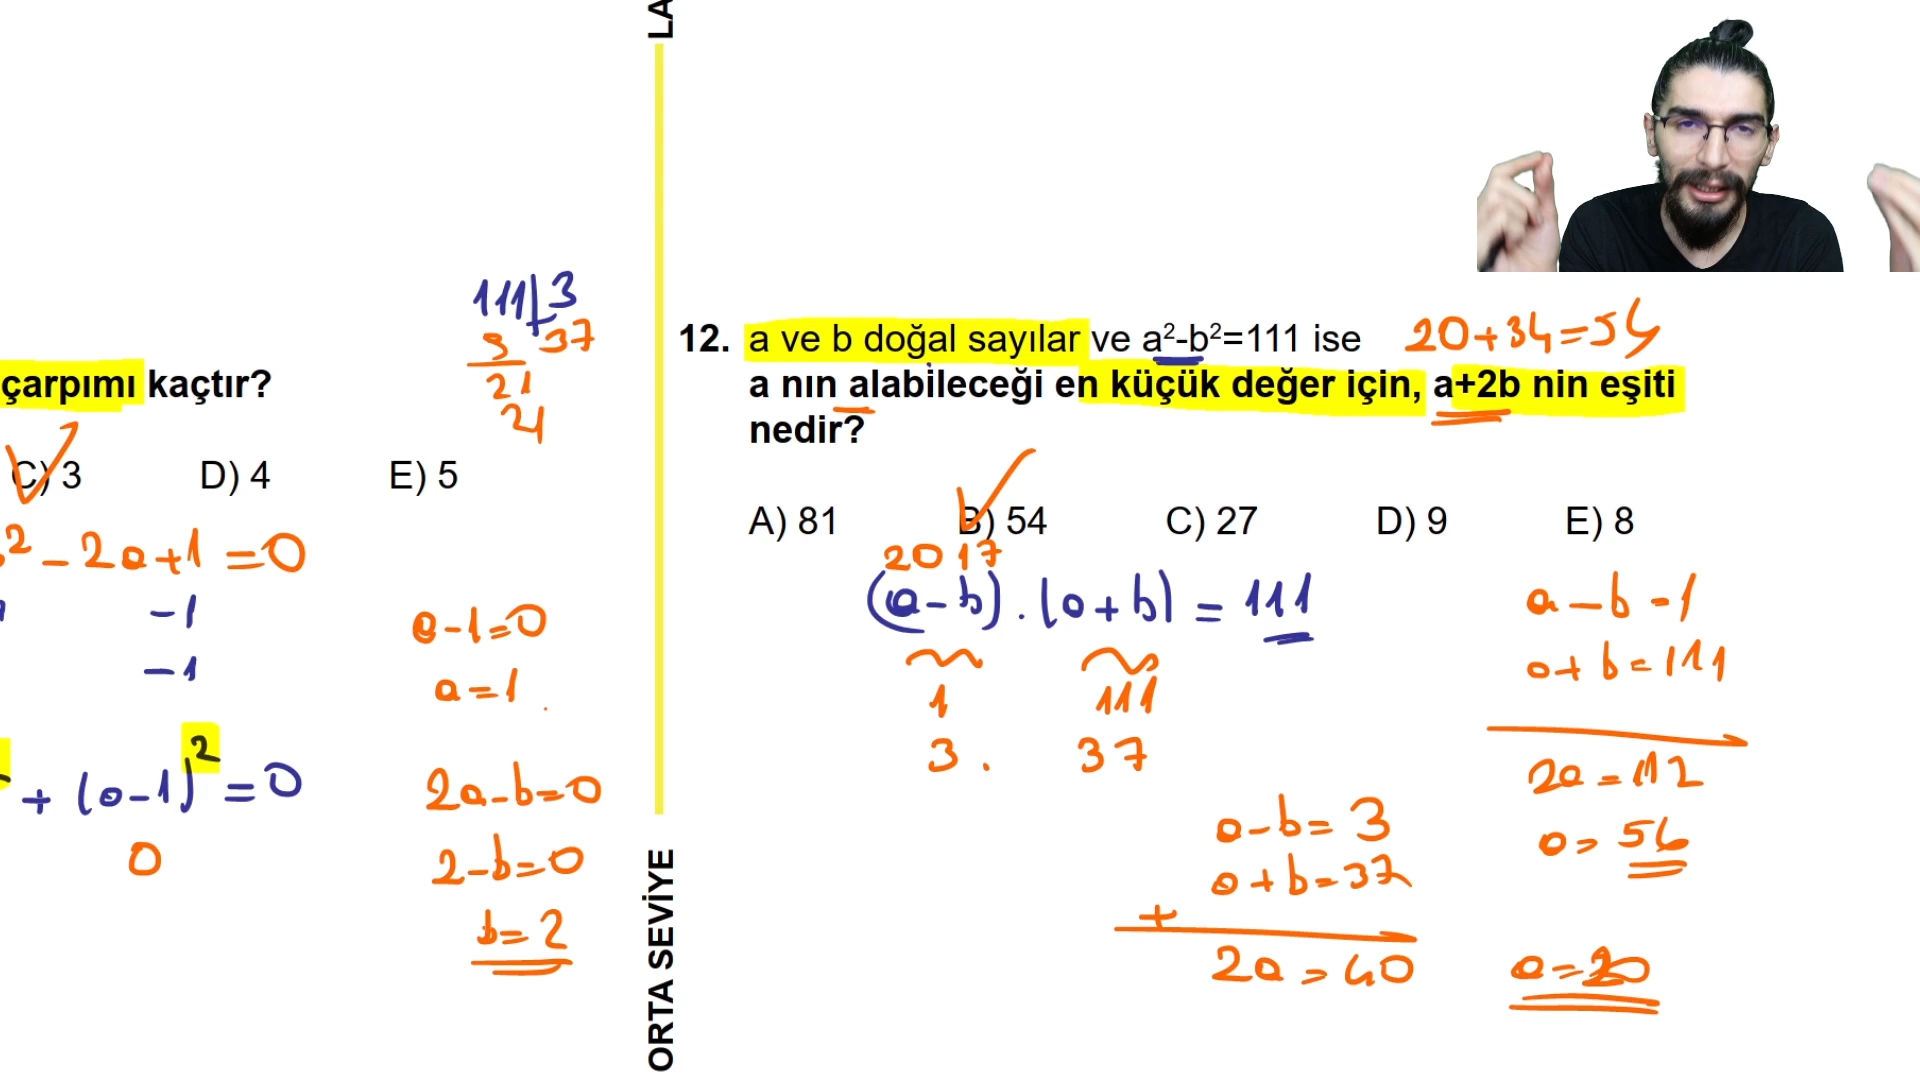 çarpımı kaçtır?
C) 3 D) 4 E) 5
2 - 2a + 1 = 0
-1
-1
+ (a-1)² = 0
0
111 | 3
9 37
21
21
a-1=0
a=1
2a-b=0
2-b=0
b=2
LA
ORTA SEVİYE
12. a ve b doğal sayılar ve a²-b²=111 ise
a nın alabileceği en küçük değer için, a+2b nin eşiti
nedir?
20+34=54
A) 81 B) 54 C) 27 D) 9 E) 8
20 17
(a-b).(a+b) = 111
1 111
3 . 37
a-b=3
a+b=37
+
2a=40
a-b-1
a+b=111
2a=112
a=56
a=20